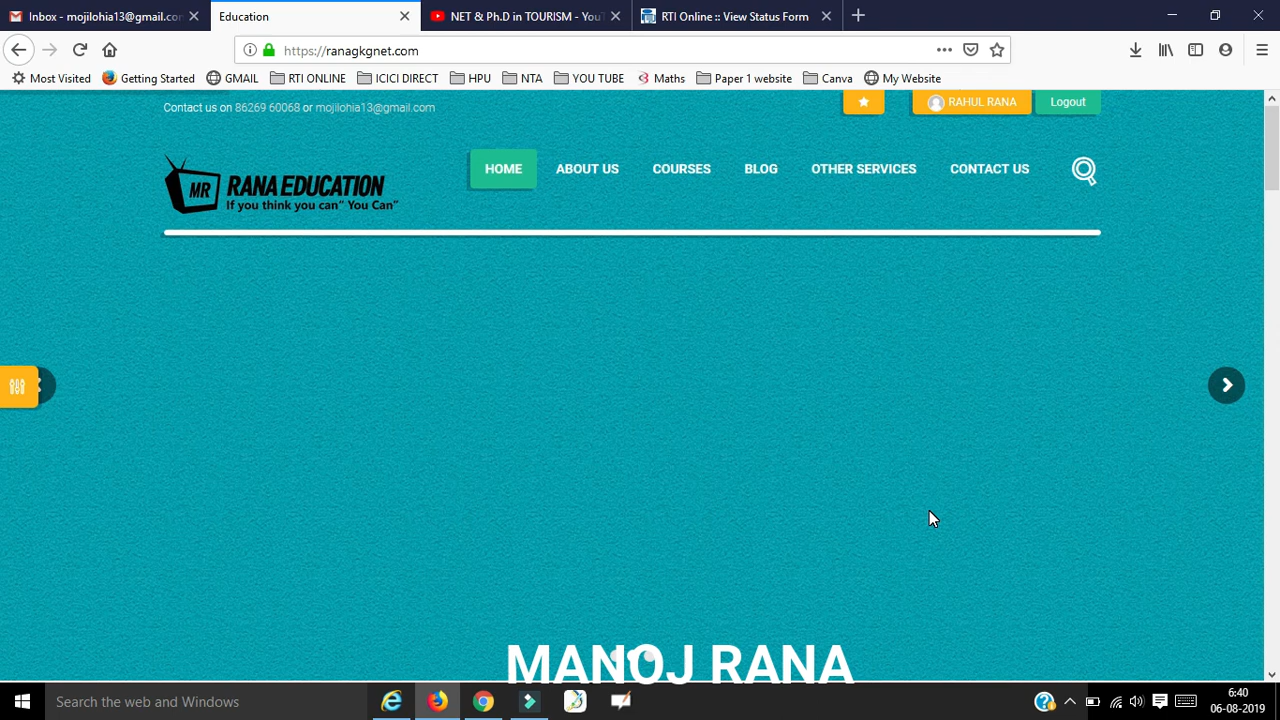 Inbox - mojilohia13@gmail.con
Education
NET & Ph.D in TOURISM - YouT
RTI Online :: View Status Form
https://ranagkgnet.com
Most Visited
Getting Started
GMAIL
RTI ONLINE
ICICI DIRECT
HPU
NTA
YOU TUBE
Maths
Paper 1 website
Canva
My Website
Contact us on 86269 60068 or mojilohia13@gmail.com
RAHUL RANA
Logout
MR
RANA EDUCATION
If you think you can" You Can"
HOME
ABOUT US
COURSES
BLOG
OTHER SERVICES
CONTACT US
MANOJ RANA
Search the web and Windows
6:40
06-08-2019